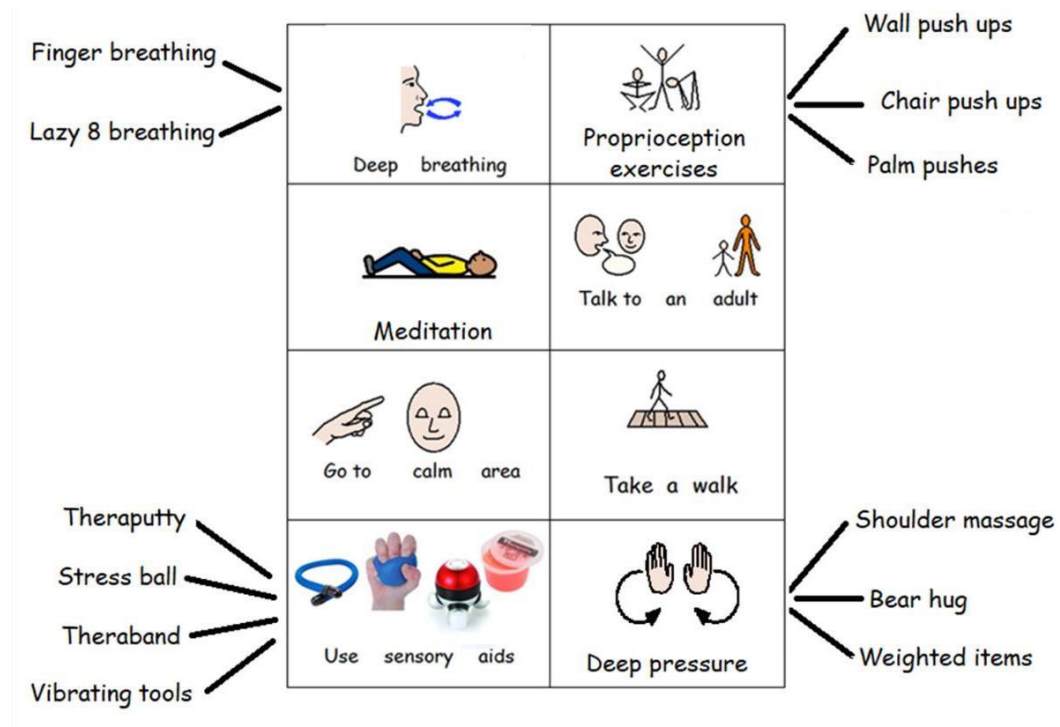 Finger breathing
Lazy 8 breathing
Deep breathing
Proprioception
exercises
Wall push ups
Chair push ups
Palm pushes
Meditation
Talk to an adult
Go to calm area
Take a walk
Theraputty
Stress ball
Theraband
Vibrating tools
Use sensory aids
Deep pressure
Shoulder massage
Bear hug
Weighted items